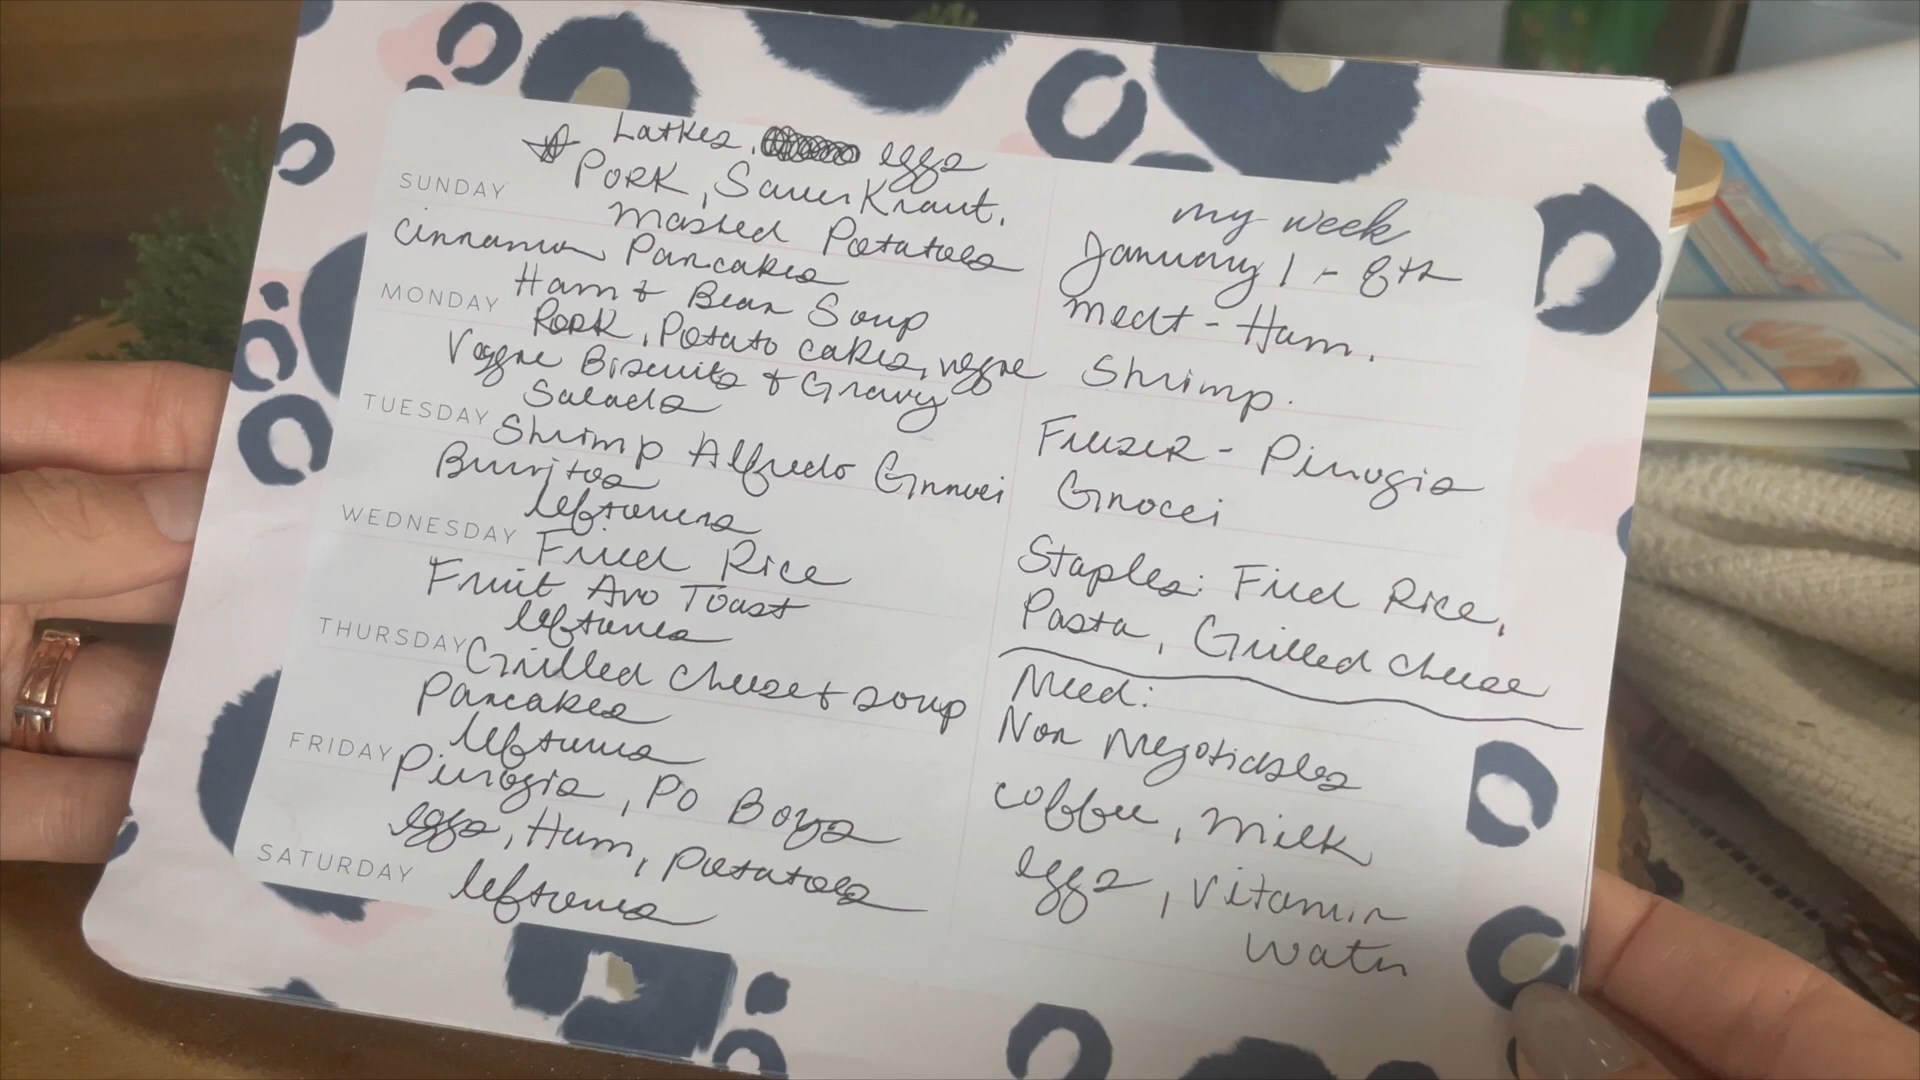 Latkes, eggs
SUNDAY
Pork, SauerKraut,
Mashed Potatoes
Cinnamon Pancakes
MONDAY
Ham & Bean Soup
Pork, Potato cakes, veggie
Veggie Biscuits & Gravy
TUESDAY
Salads
Shrimp Alfredo Gnnoci
Burritos
WEDNESDAY
leftovers
Fried Rice
Fruit Avo Toast
THURSDAY
leftovers
Grilled Cheese & soup
Pancakes
FRIDAY
leftovers
Pierogis, Po Boys
eggs, Ham, Potatoes
SATURDAY
leftovers
my week
January 1 - 8th
Meat - Ham,
Shrimp.
Freezer - Pierogis
Gnocci
Staples: Fried Rice,
Pasta, Grilled cheese
Need:
Non Negotiables
coffee, Milk
eggs, Vitamin
Water